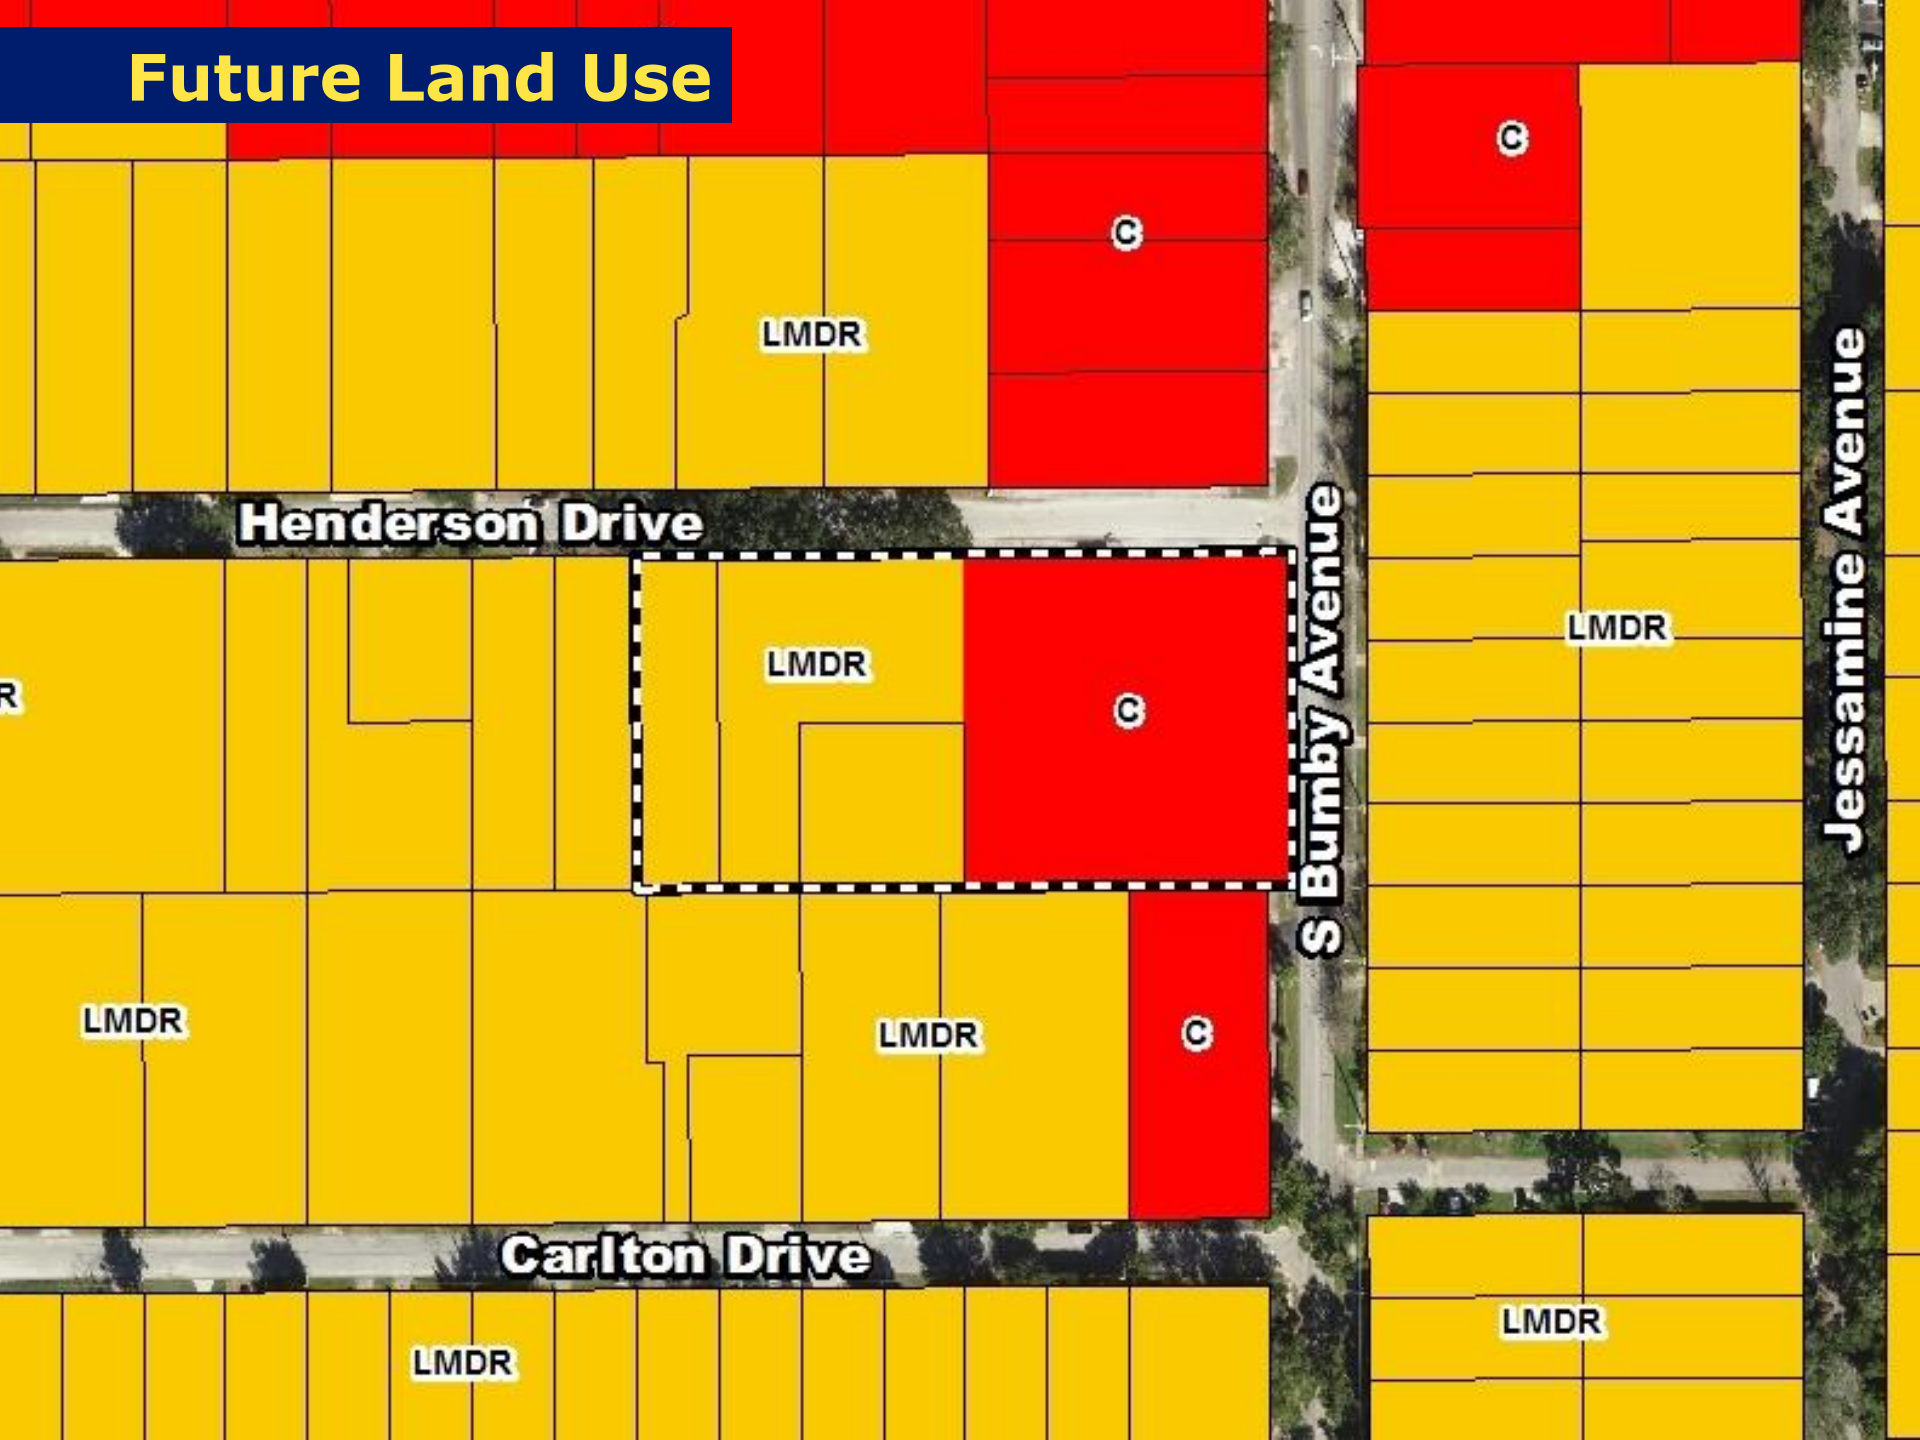 Future Land Use
C
C
LMDR
Henderson Drive
Jessamine Avenue
S Bumby Avenue
LMDR
LMDR
R
C
LMDR
LMDR
C
Carlton Drive
LMDR
LMDR